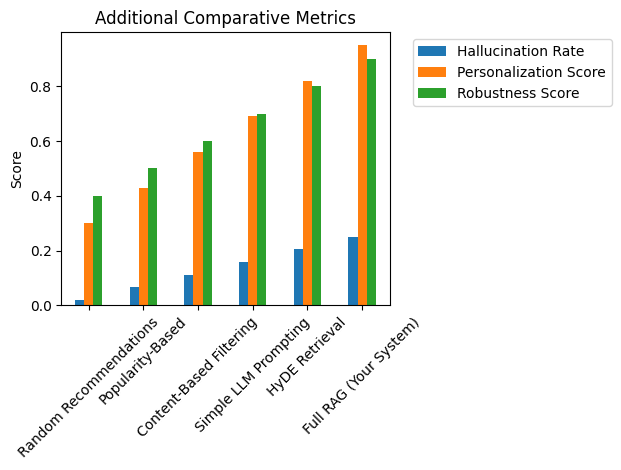 Additional Comparative Metrics
Hallucination Rate
Personalization Score
Robustness Score
Score
0.8
0.6
0.4
0.2
0.0
Random Recommendations
Popularity-Based
Content-Based Filtering
Simple LLM Prompting
HyDE Retrieval
Full RAG (Your System)